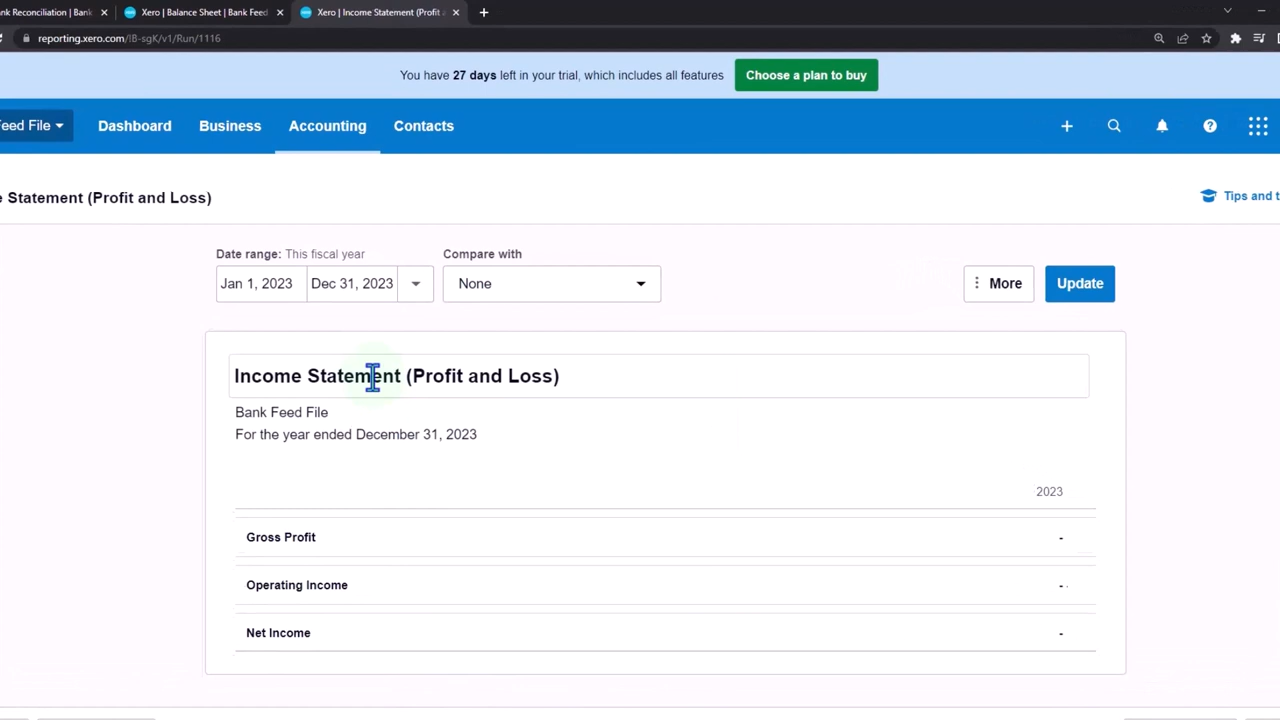 nk Reconciliation | Bank
Xero | Balance Sheet | Bank Feed
Xero | Income Statement (Profit
reporting.xero.com/!B-sgK/v1/Run/1116
You have 27 days left in your trial, which includes all features
Choose a plan to buy
eed File
Dashboard
Business
Accounting
Contacts
e Statement (Profit and Loss)
Tips and t
Date range: This fiscal year
Compare with
Jan 1, 2023
Dec 31, 2023
None
More
Update
Income Statement (Profit and Loss)
Bank Feed File
For the year ended December 31, 2023
2023
Gross Profit -
Operating Income -
Net Income -